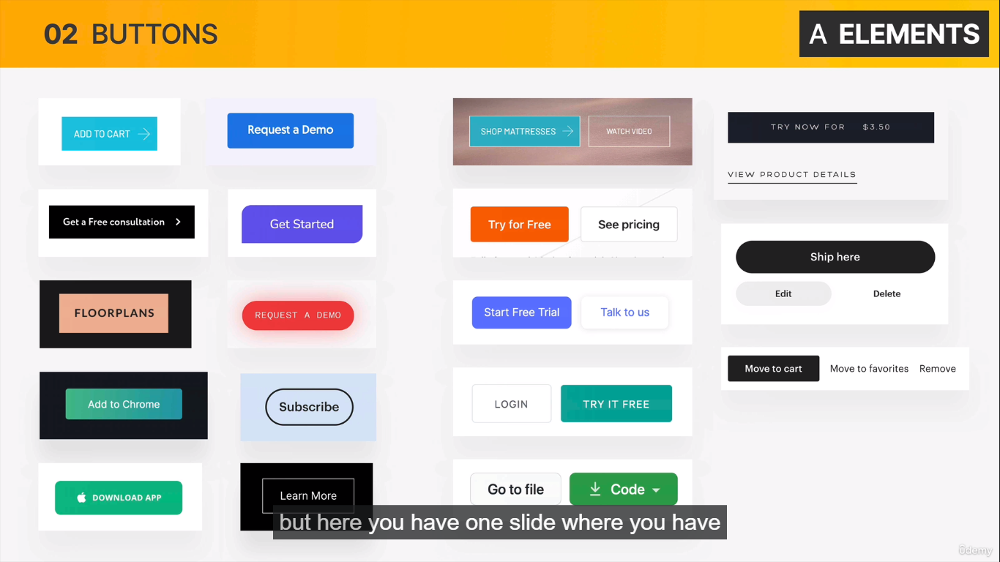 02 BUTTONS
A ELEMENTS
ADD TO CART
Request a Demo
Get a Free consultation
Get Started
FLOORPLANS
REQUEST A DEMO
Add to Chrome
Subscribe
DOWNLOAD APP
Learn More
SHOP MATTRESSES
WATCH VIDEO
Try for Free
See pricing
Start Free Trial
Talk to us
LOGIN
TRY IT FREE
Go to file
Code
TRY NOW FOR $3.50
VIEW PRODUCT DETAILS
Ship here
Edit
Delete
Move to cart
Move to favorites
Remove
but here you have one slide where you have
ûdemy